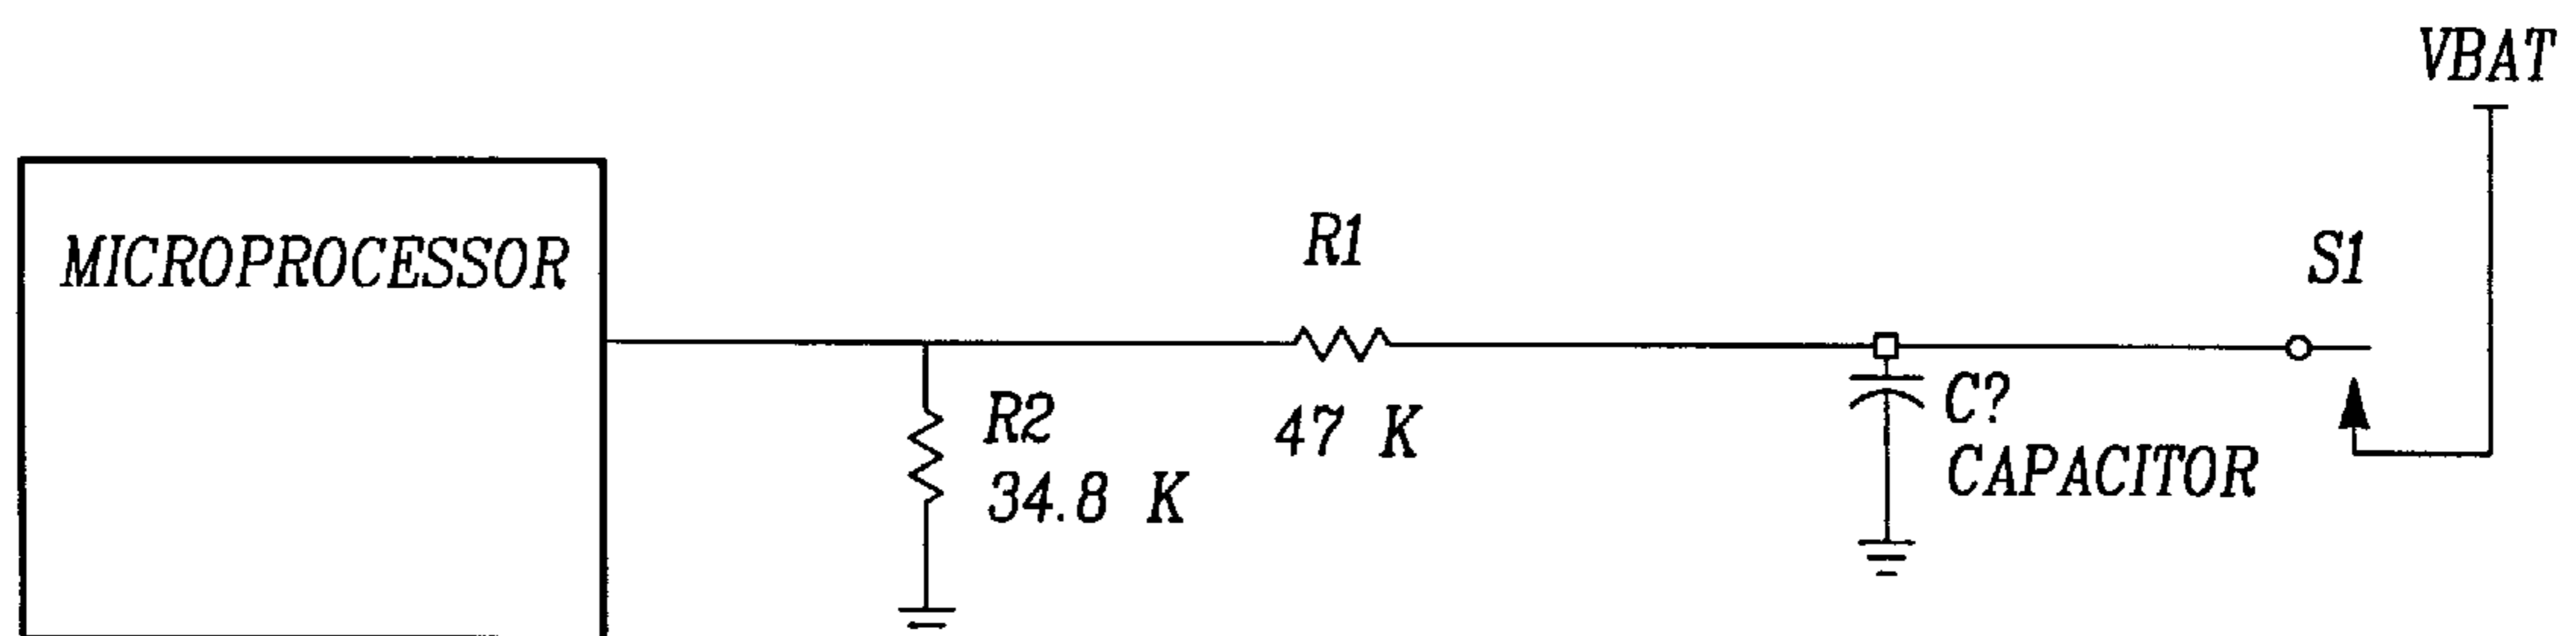 VBAT
MICROPROCESSOR
R1
S1
R2
34.8 K
47 K
C?
CAPACITOR